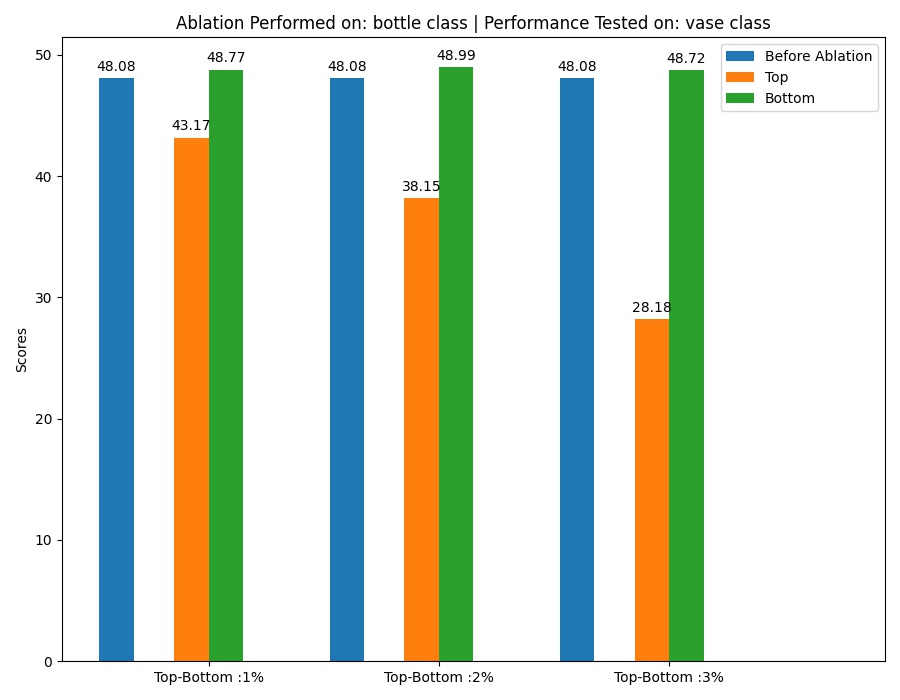 Ablation Performed on: bottle class | Performance Tested on: vase class
Before Ablation
Top
Bottom
Scores
50
40
30
20
10
0
48.08
43.17
48.77
48.08
38.15
48.99
48.08
28.18
48.72
Top-Bottom :1%
Top-Bottom :2%
Top-Bottom :3%